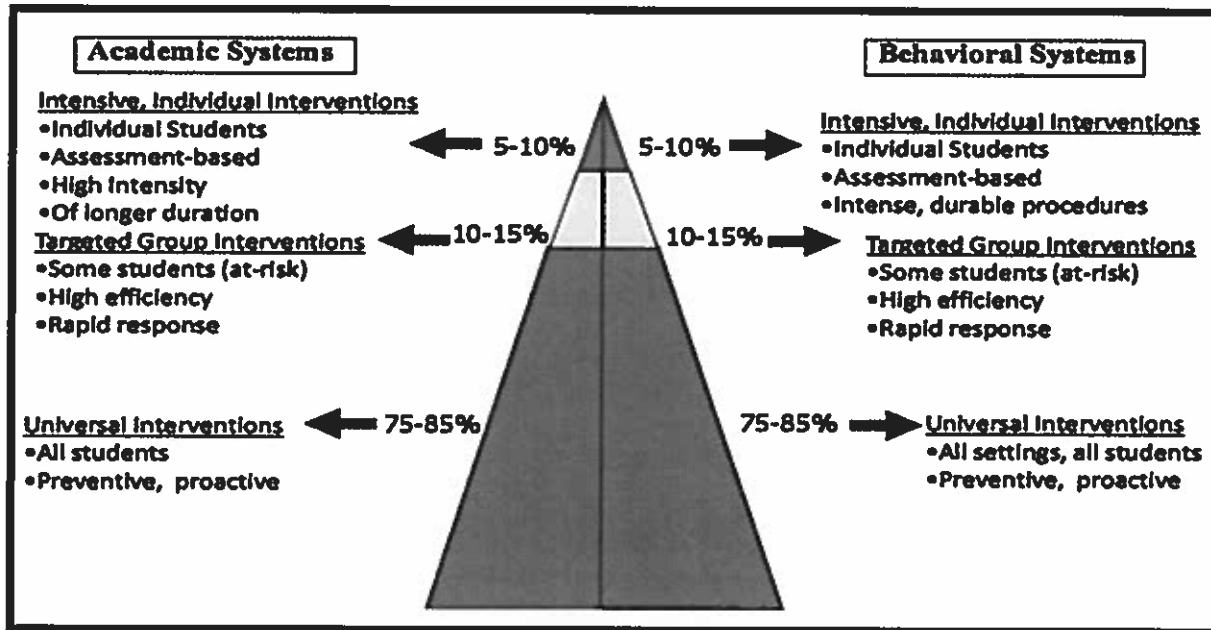 Academic Systems
Intensive, Individual Interventions
•Individual Students
•Assessment-based
•High Intensity
•Of longer duration
5-10%
Targeted Group Interventions
•Some students (at-risk)
•High efficiency
•Rapid response
10-15%
Universal Interventions
•All students
•Preventive, proactive
75-85%
Behavioral Systems
5-10%
Intensive, Individual Interventions
•Individual Students
•Assessment-based
•Intense, durable procedures
10-15%
Targeted Group Interventions
•Some students (at-risk)
•High efficiency
•Rapid response
75-85%
Universal Interventions
•All settings, all students
•Preventive, proactive